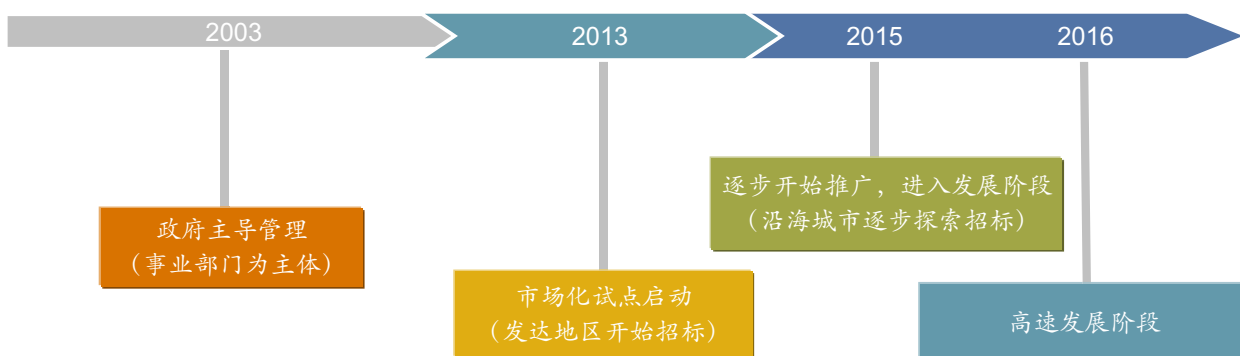 2003
2013
2015
2016
政府主导管理
（事业部门为主体）
市场化试点启动
（发达地区开始招标）
逐步开始推广，进入发展阶段
（沿海城市逐步探索招标）
高速发展阶段